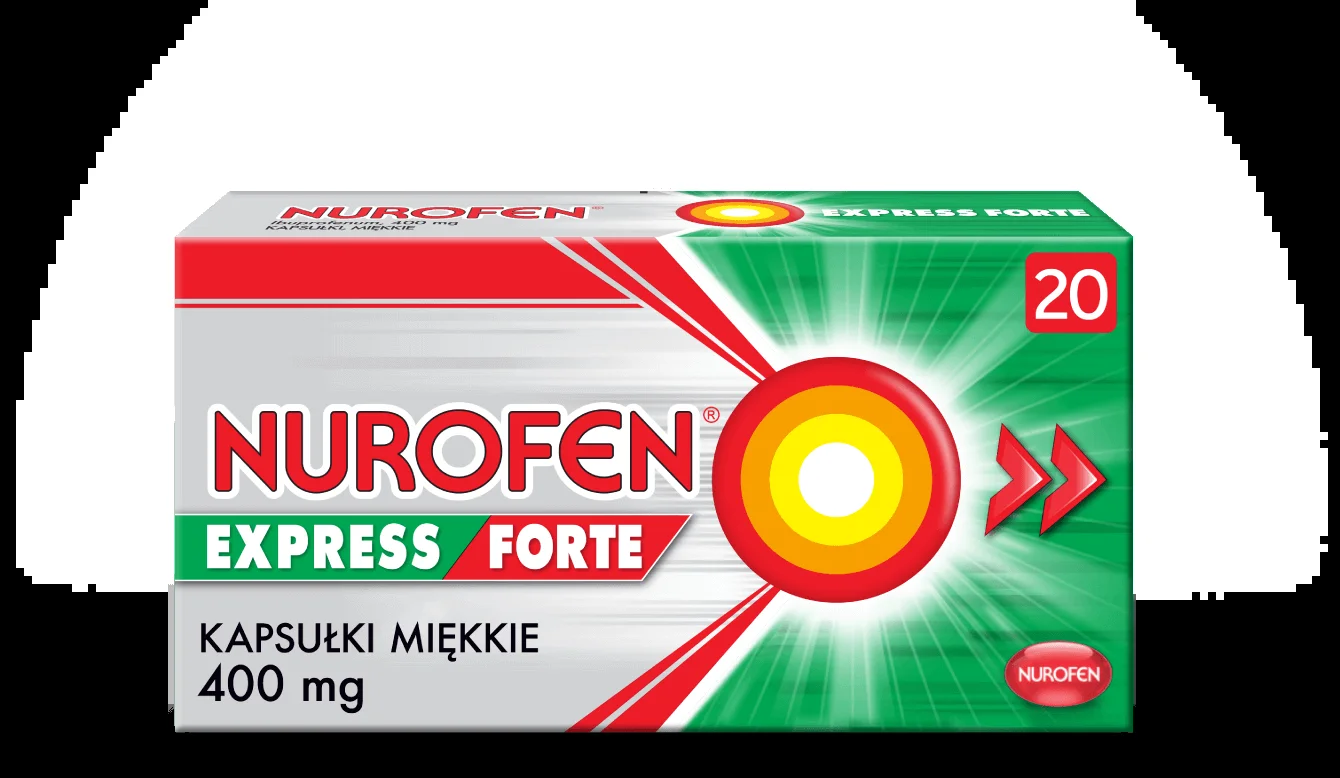 NUROFEN®
Ibuprofenum, 400 mg
KAPSUŁKI, MIĘKKIE
EXPRESS FORTE
20
NUROFEN®
EXPRESS FORTE
KAPSUŁKI MIĘKKIE
400 mg
NUROFEN